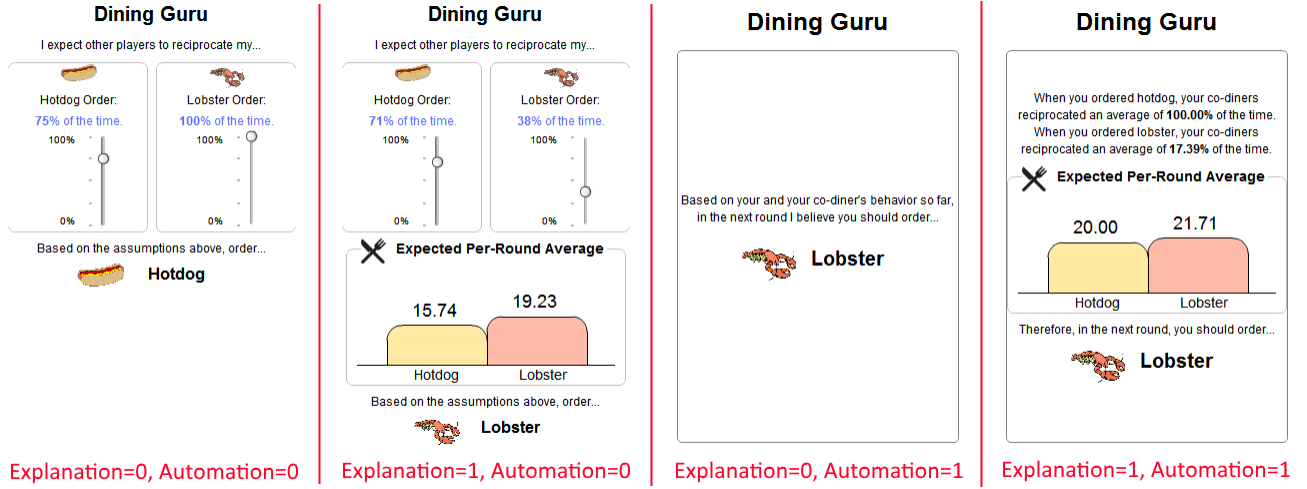 Dining Guru
I expect other players to reciprocate my...
Hotdog Order:
75% of the time.
100%
0%
Lobster Order:
100% of the time.
100%
0%
Based on the assumptions above, order...
Hotdog
Explanation=0, Automation=0
Dining Guru
I expect other players to reciprocate my...
Hotdog Order:
71% of the time.
100%
0%
Lobster Order:
38% of the time.
100%
0%
Expected Per-Round Average
15.74
19.23
Hotdog
Lobster
Based on the assumptions above, order...
Lobster
Explanation=1, Automation=0
Dining Guru
Based on your and your co-diner's behavior so far,
in the next round I believe you should order...
Lobster
Explanation=0, Automation=1
Dining Guru
When you ordered hotdog, your co-diners
reciprocated an average of 100.00% of the time.
When you ordered lobster, your co-diners
reciprocated an average of 17.39% of the time.
Expected Per-Round Average
20.00
21.71
Hotdog
Lobster
Therefore, in the next round, you should order...
Lobster
Explanation=1, Automation=1